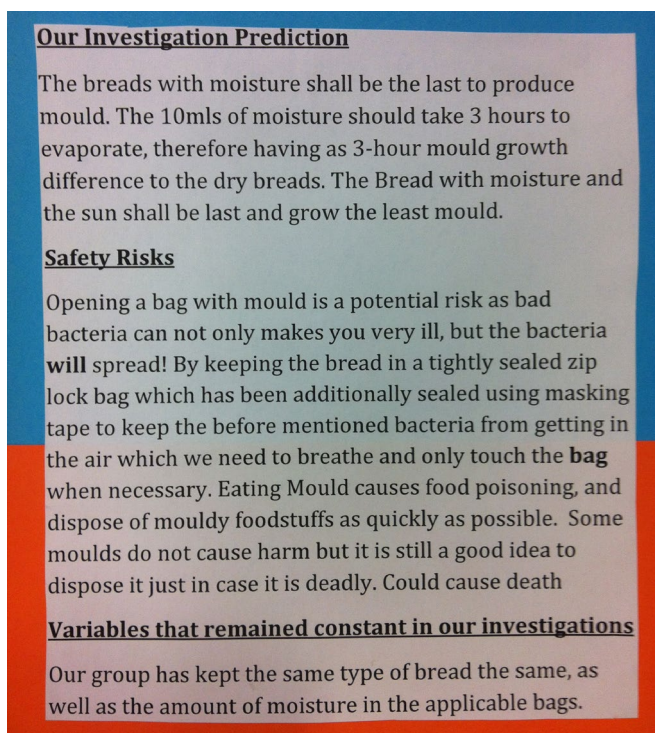 Our Investigation Prediction
The breads with moisture shall be the last to produce
mould. The 10mls of moisture should take 3 hours to
evaporate, therefore having as 3-hour mould growth
difference to the dry breads. The Bread with moisture and
the sun shall be last and grow the least mould.
Safety Risks
Opening a bag with mould is a potential risk as bad
bacteria can not only makes you very ill, but the bacteria
will spread! By keeping the bread in a tightly sealed zip
lock bag which has been additionally sealed using masking
tape to keep the before mentioned bacteria from getting in
the air which we need to breathe and only touch the bag
when necessary. Eating Mould causes food poisoning, and
dispose of mouldy foodstuffs as quickly as possible.  Some
moulds do not cause harm but it is still a good idea to
dispose it just in case it is deadly. Could cause death
Variables that remained constant in our investigations
Our group has kept the same type of bread the same, as
well as the amount of moisture in the applicable bags.